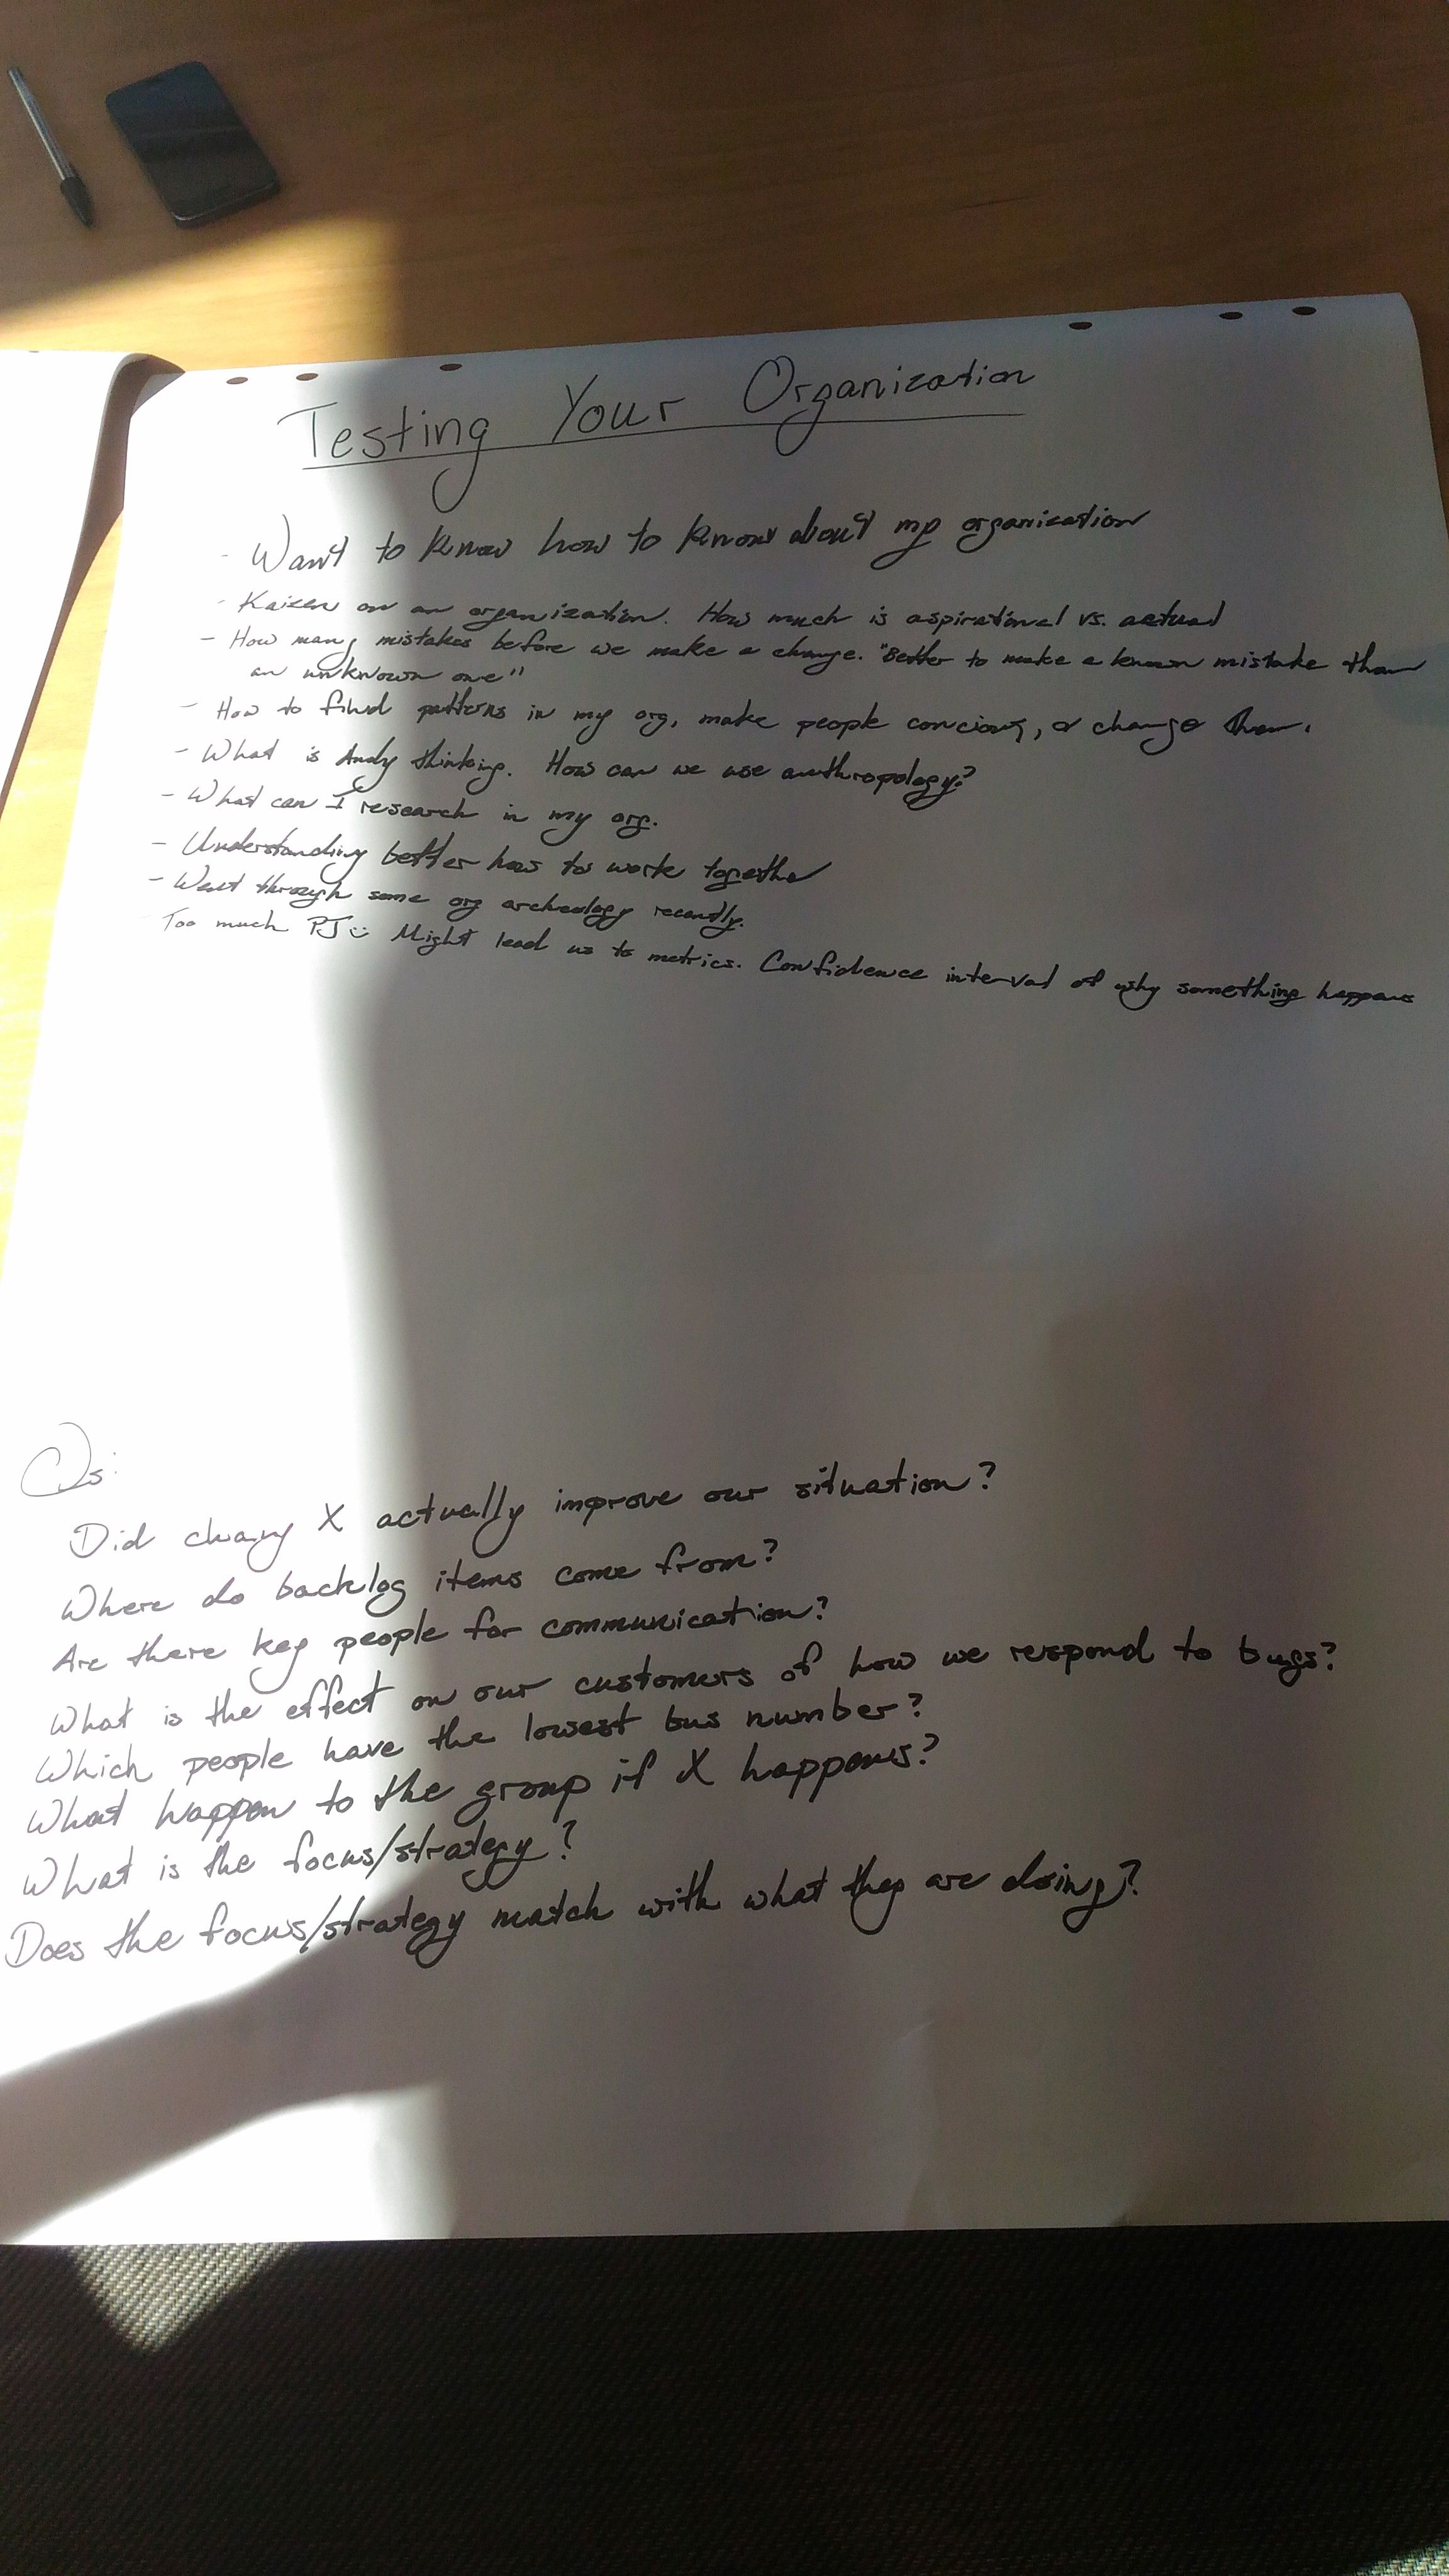 Testing Your Organization
- Want to know how to know about my organization
- Kaizen on an organization. How much is aspirational vs. actual
- How many mistakes before we make a change. "Better to make a known mistake than
an unknown one"
- How to find patterns in my org, make people concious, or change them.
- What is Andy thinking. How can we use anthropology?
- What can I research in my org.
- Understanding better how to work together
- Went through some org archeology recently.
Too much PJ :) Might lead us to metrics. Confidence interval of why something happens
Qs:
Did chang X actually improve our situation?
Where do backlog items come from?
Are there key people for communication?
What is the effect on our customers of how we respond to bugs?
Which people have the lowest bus number?
What happen to the group if X happens?
What is the focus/strategy?
Does the focus/strategy match with what they are doing?